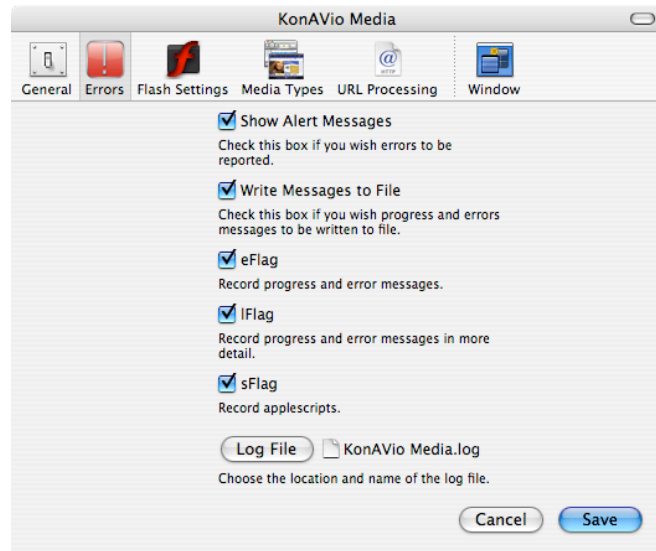 KonAVio Media
General Errors Flash Settings Media Types URL Processing Window
Show Alert Messages
Check this box if you wish errors to be
reported.
Write Messages to File
Check this box if you wish progress and errors
messages to be written to file.
eFlag
Record progress and error messages.
lFlag
Record progress and error messages in more
detail.
sFlag
Record applescripts.
Log File KonAVio Media.log
Choose the location and name of the log file.
Cancel Save